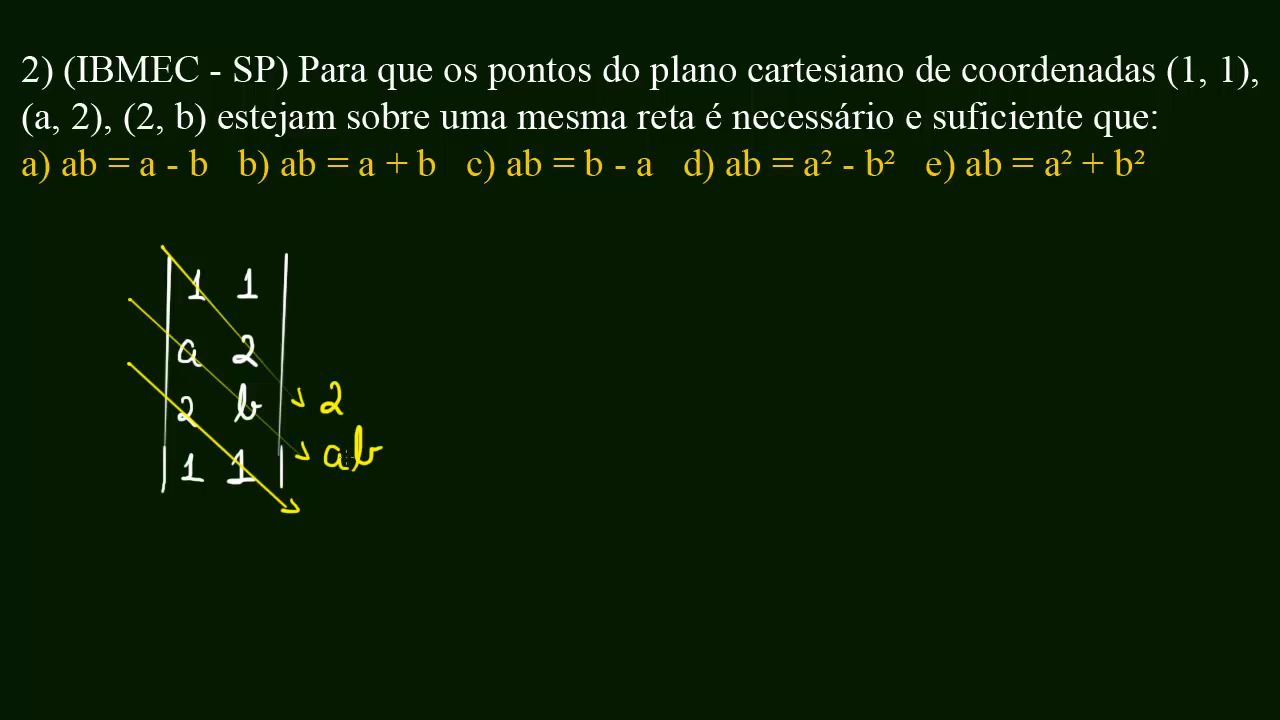 2) (IBMEC - SP) Para que os pontos do plano cartesiano de coordenadas (1, 1),
(a, 2), (2, b) estejam sobre uma mesma reta é necessário e suficiente que:
a) ab = a - b b) ab = a + b c) ab = b - a d) ab = a² - b² e) ab = a² + b²
1 1
a 2
2 b
2
ab
1 1